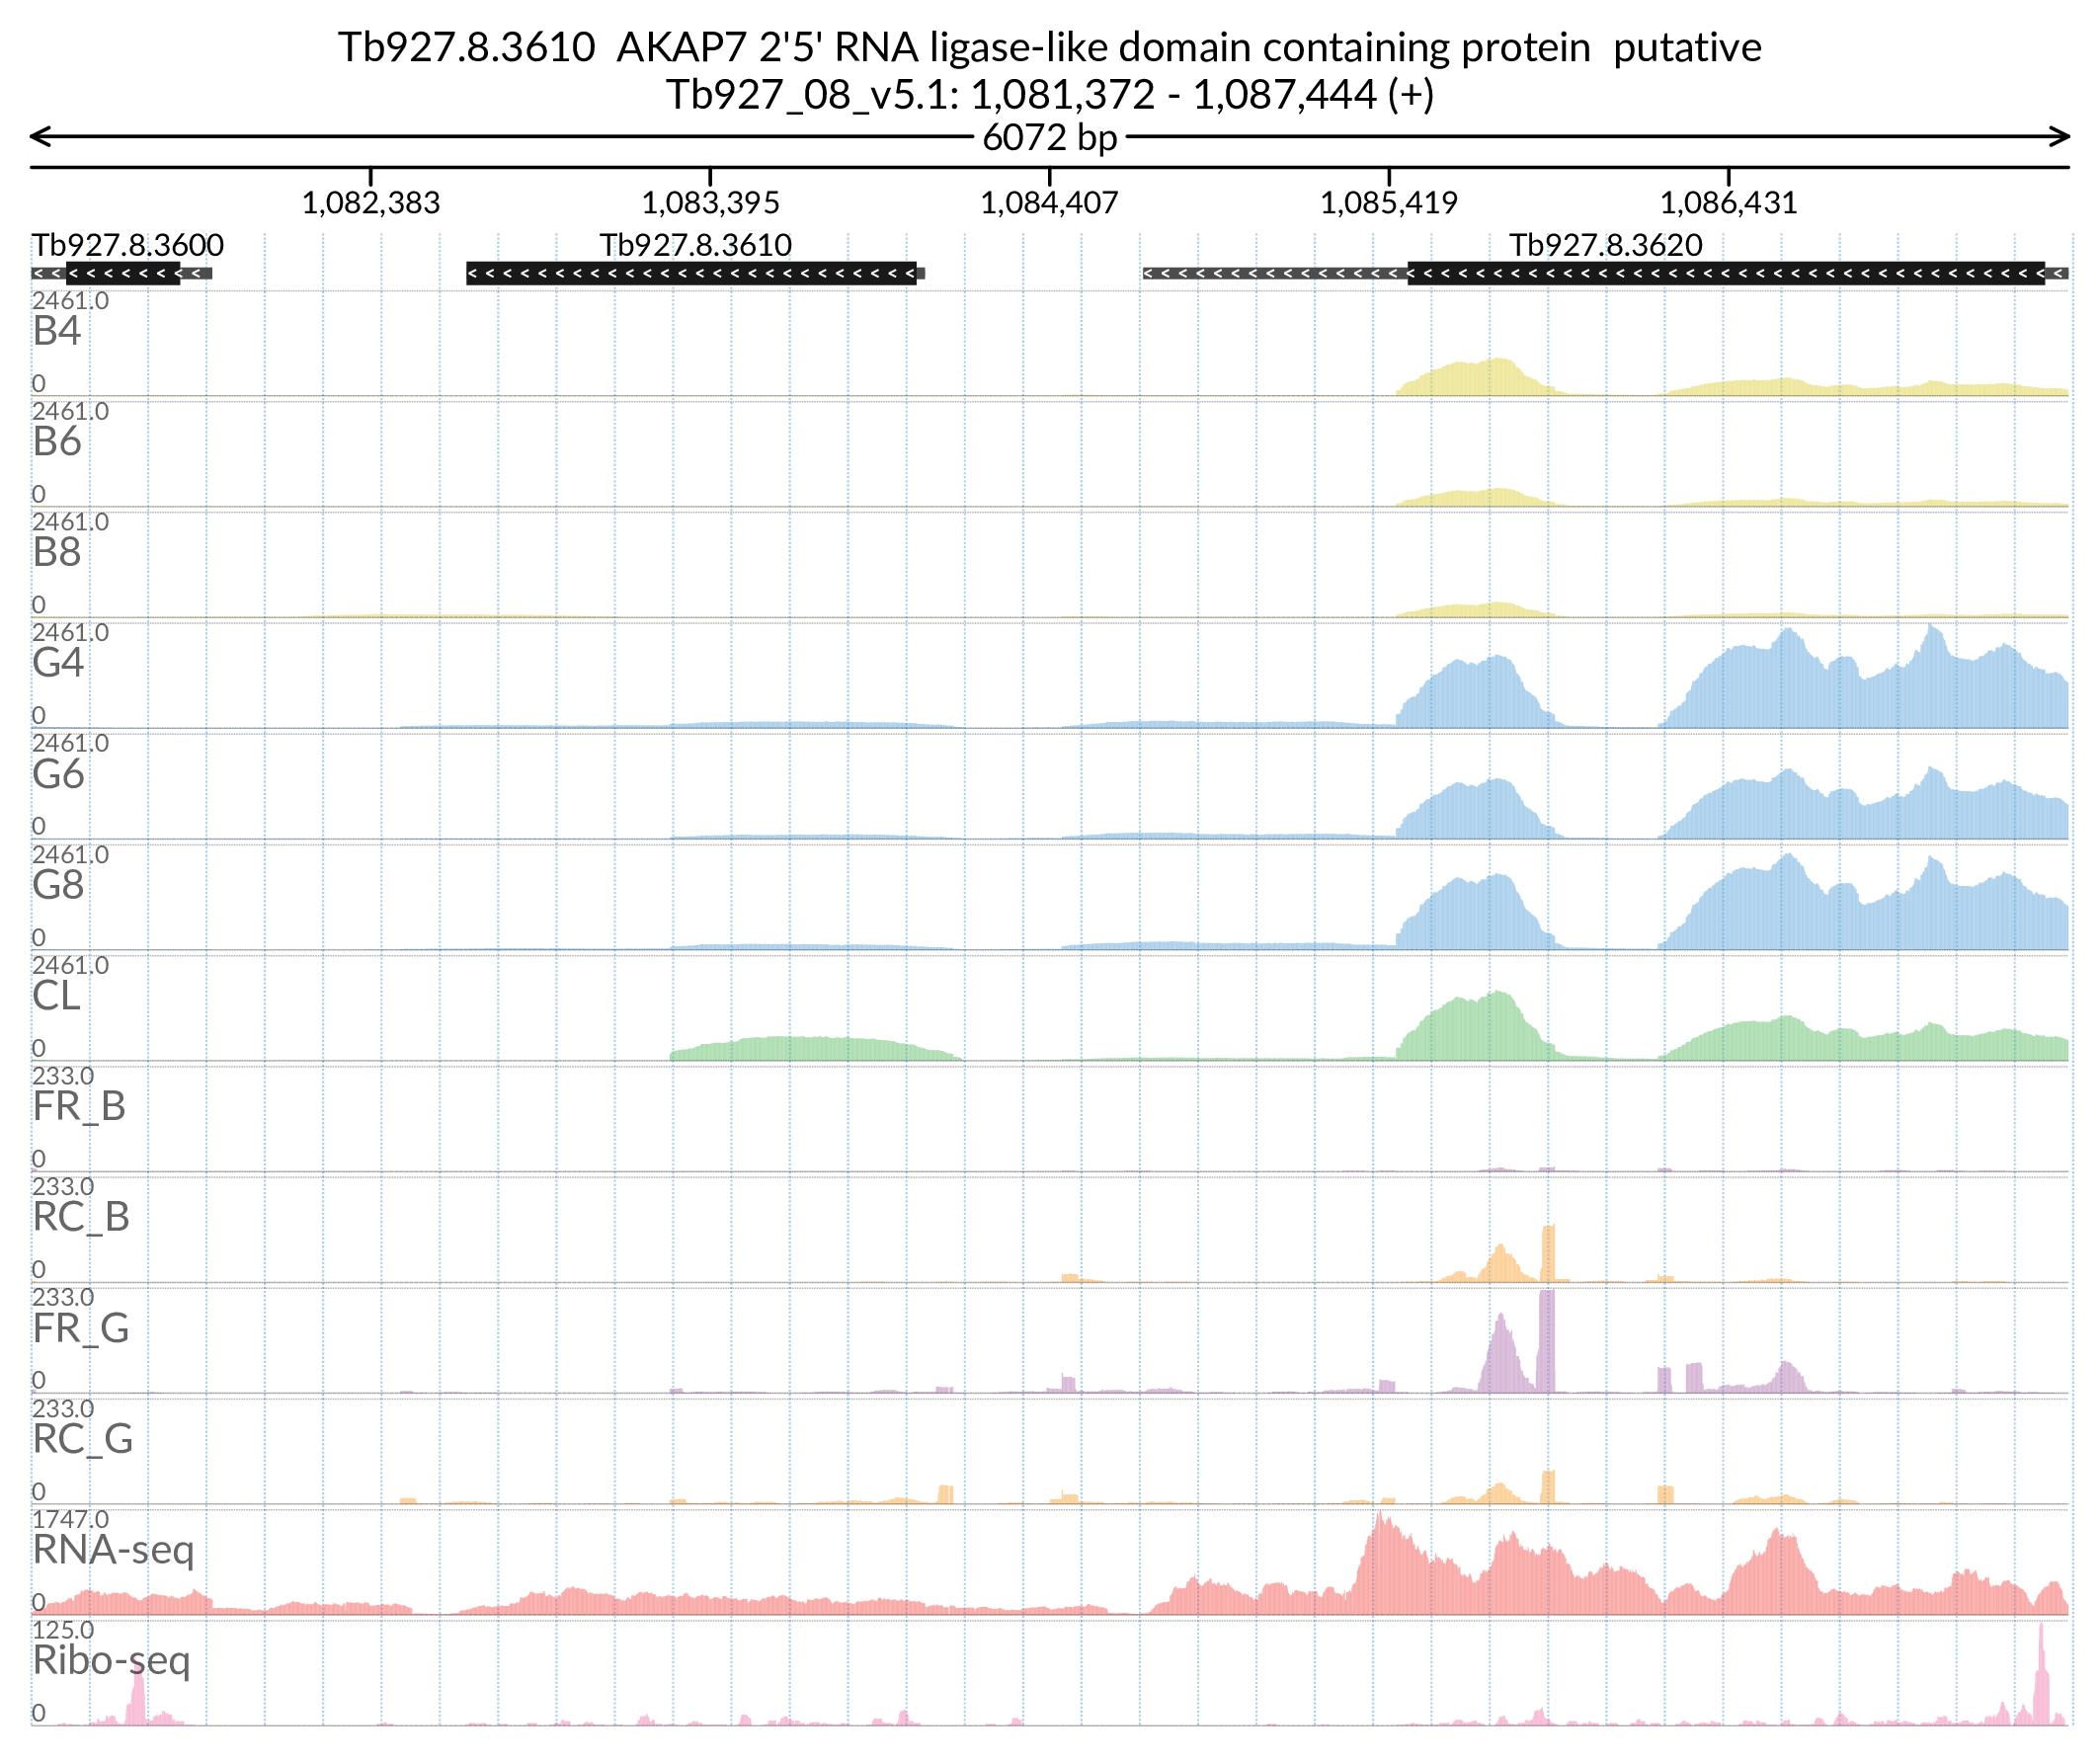 Tb927.8.3610  AKAP7 2'5' RNA ligase-like domain containing protein  putative
Tb927_08_v5.1: 1,081,372 - 1,087,444 (+)
6072 bp
1,082,383 1,083,395 1,084,407 1,085,419 1,086,431
Tb927.8.3600 Tb927.8.3610 Tb927.8.3620
2461.0
B4
0
2461.0
B6
0
2461.0
B8
0
2461.0
G4
0
2461.0
G6
0
2461.0
G8
0
2461.0
CL
0
233.0
FR_B
0
233.0
RC_B
0
233.0
FR_G
0
233.0
RC_G
0
1747.0
RNA-seq
0
125.0
Ribo-seq
0